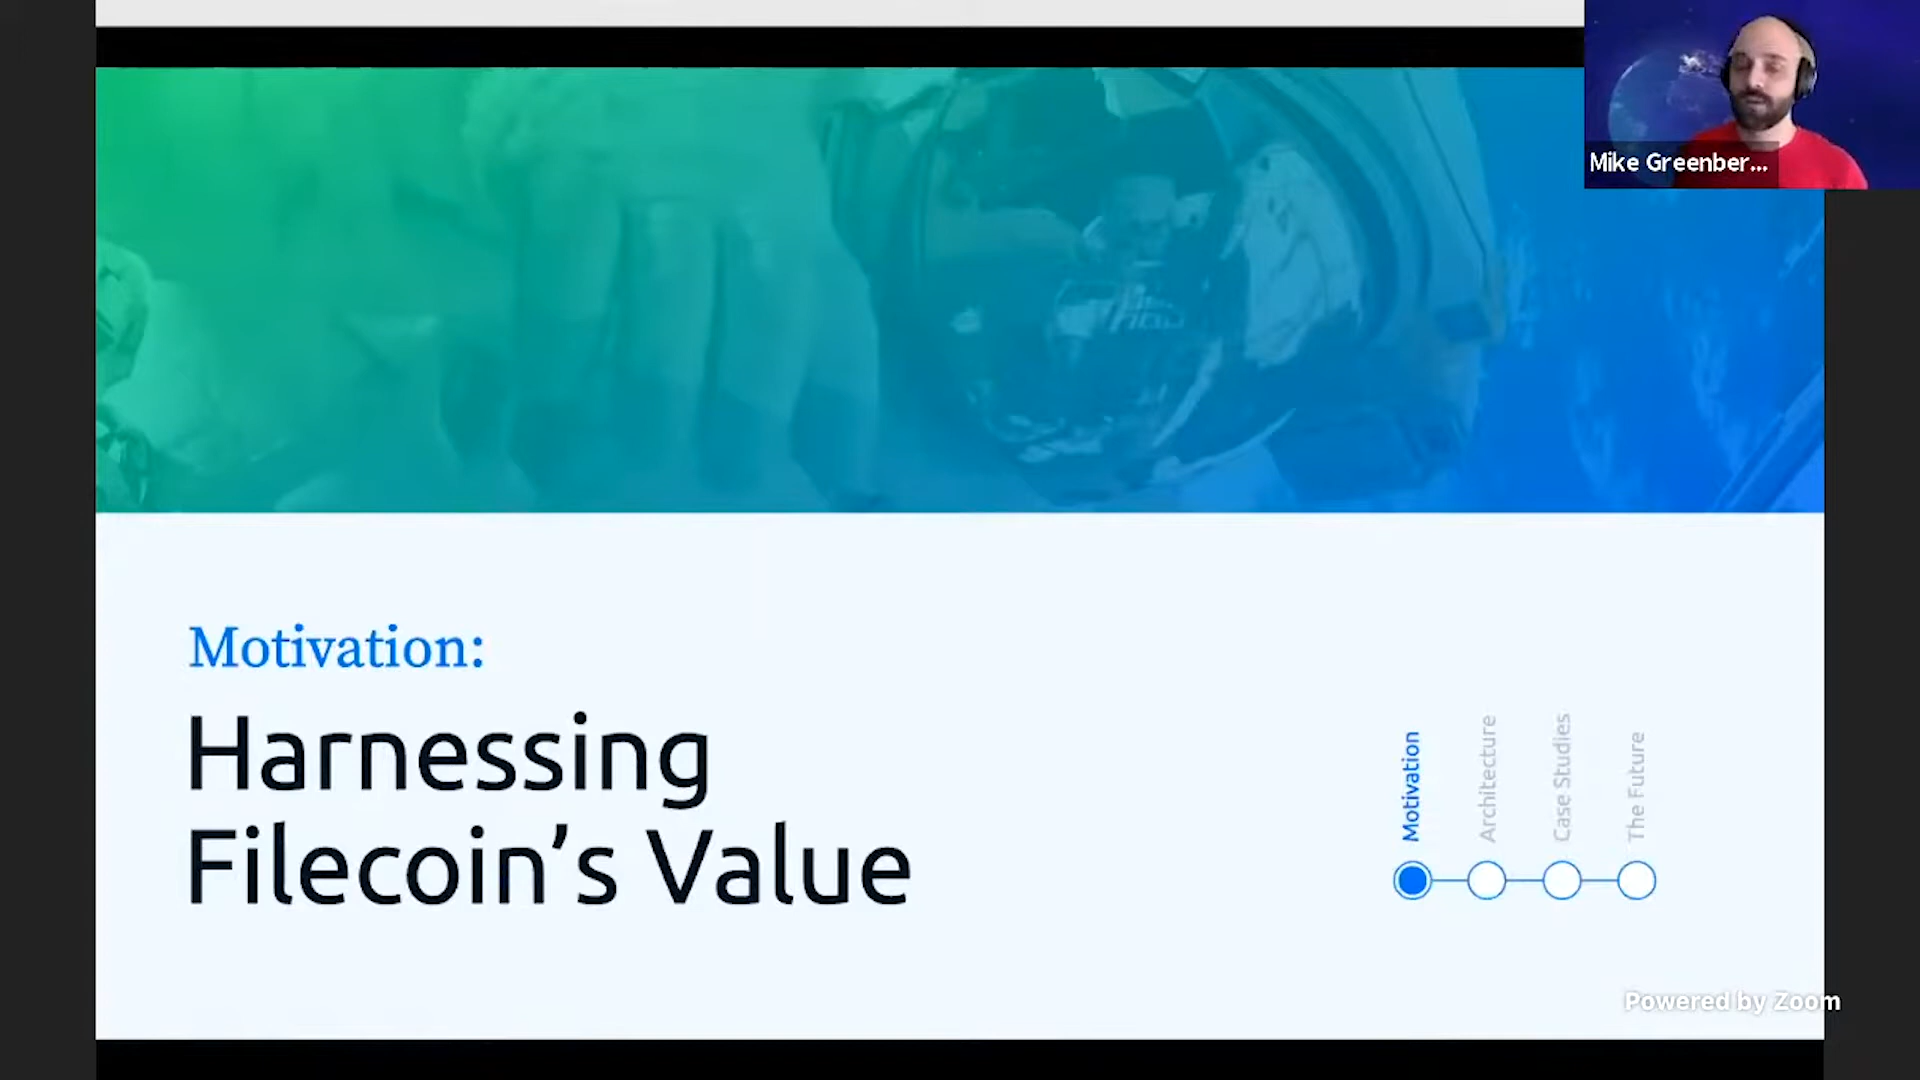 Mike Greenber...
Motivation:
Harnessing
Filecoin’s Value
Motivation
Architecture
Case Studies
The Future
Powered by Zoom